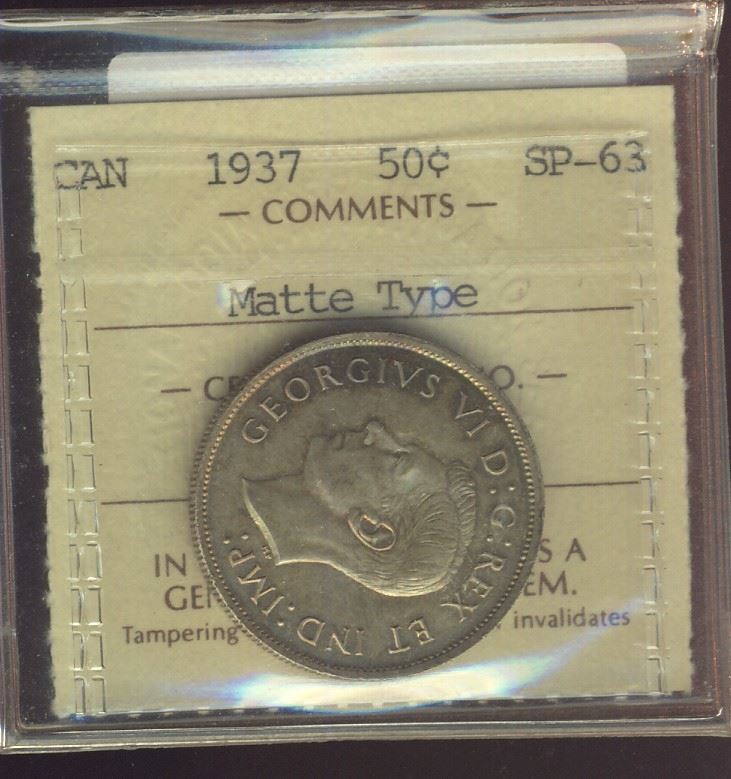 CAN 1937 50¢ SP-63
— COMMENTS —
Matte Type
— CE O. —
GEORGIVS VI D: G: REX ET IND: IMP:
IN S A
GE EM.
Tampering invalidates